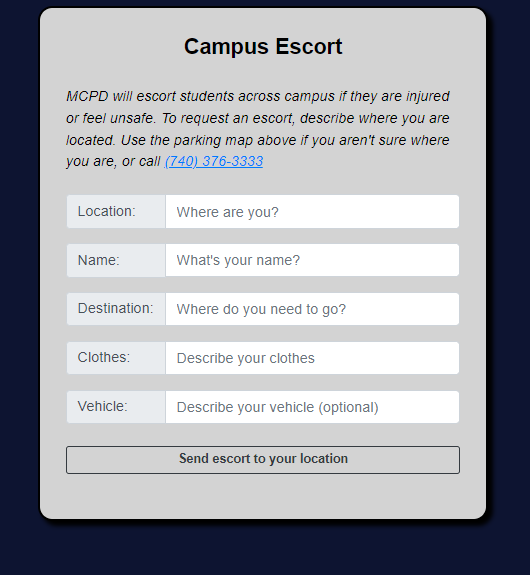 Campus Escort
MCPD will escort students across campus if they are injured
or feel unsafe. To request an escort, describe where you are
located. Use the parking map above if you aren't sure where
you are, or call (740) 376-3333
Location: Where are you?
Name: What's your name?
Destination: Where do you need to go?
Clothes: Describe your clothes
Vehicle: Describe your vehicle (optional)
Send escort to your location